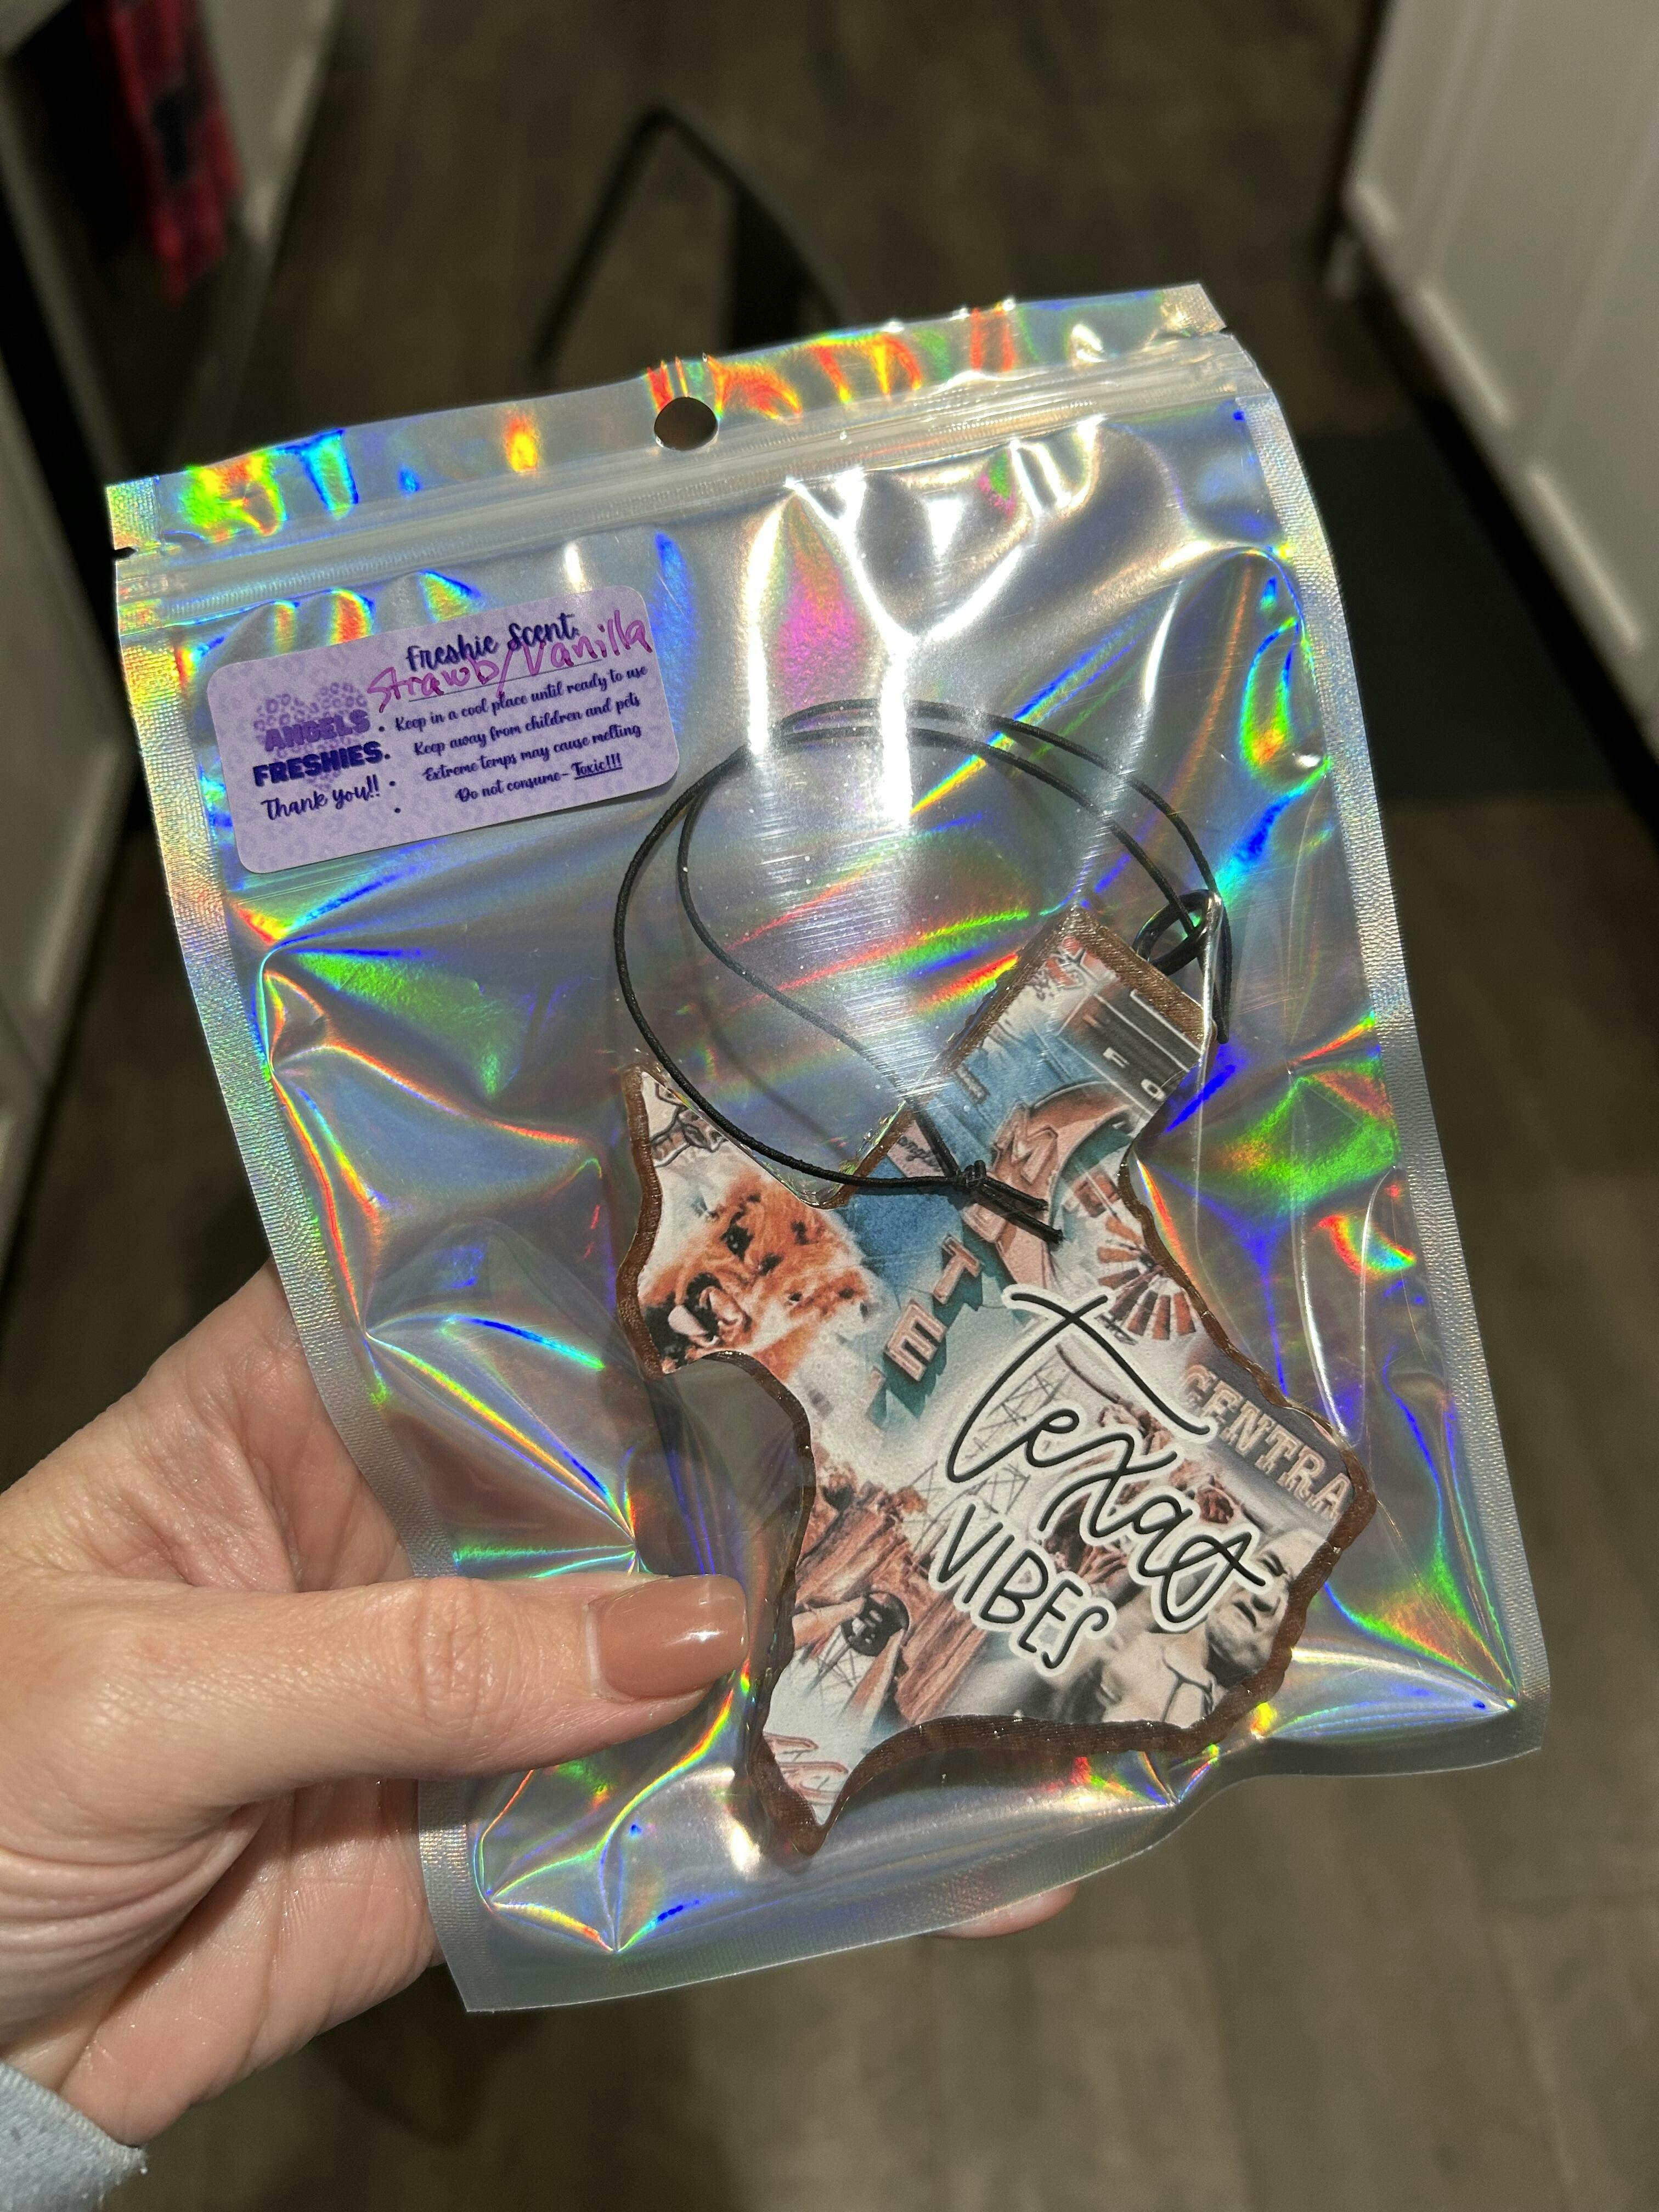 Freshie Scent:
Strawb/Vanilla
ANGELS
FRESHIES.
Thank you!!
• Keep in a cool place until ready to use
• Keep away from children and pets
• Extreme temps may cause melting
• Do not consume- Toxic!!!
CENTRA
Texas
VIBES